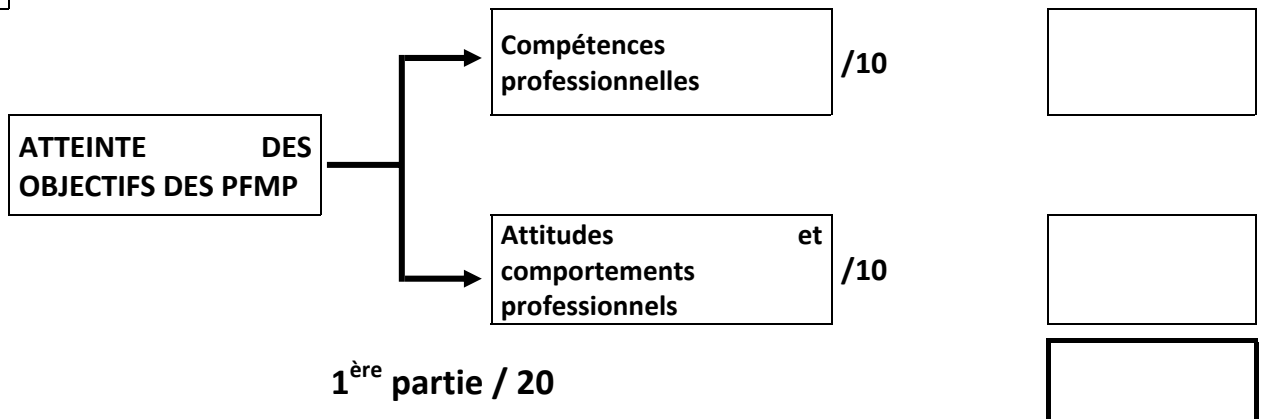 Compétences
professionnelles
/10
ATTEINTE DES
OBJECTIFS DES PFMP
Attitudes et
comportements
professionnels
/10
1ère partie / 20